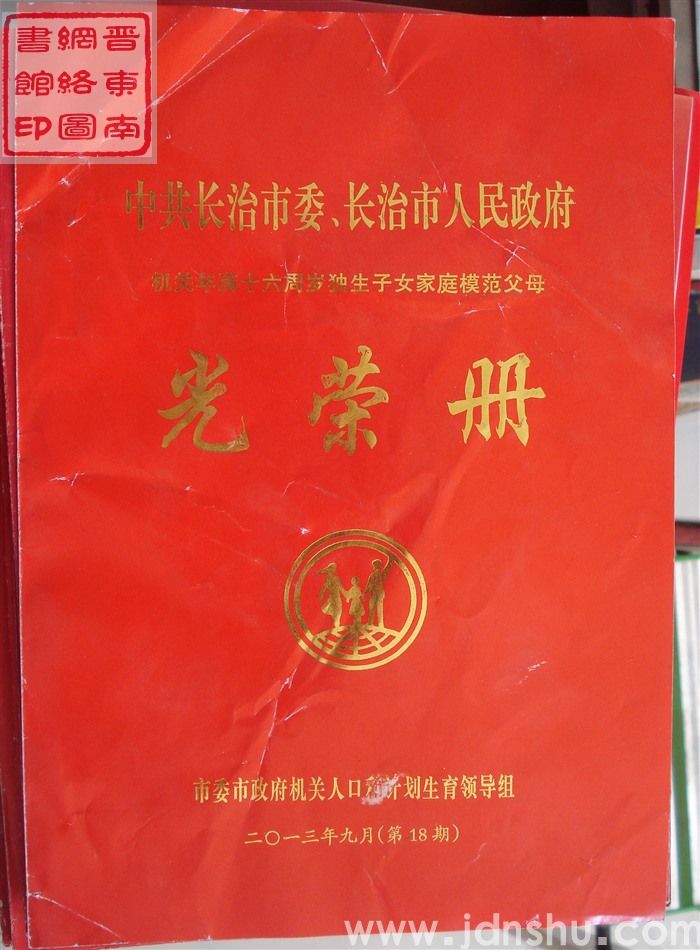 晋东南
網络圖
書館印
中共长治市委、长治市人民政府
机关年满十六周岁独生子女家庭模范父母
光荣册
市委市政府机关人口和计划生育领导组
二〇一三年九月(第18期)
www.jdnshu.com